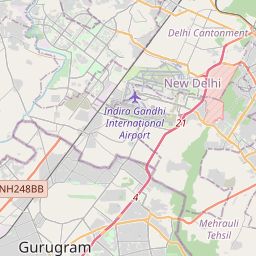 Delhi Cantonment
New Delhi
Indira Gandhi
International
Airport
21
NH248BB
4
Mehrauli
Tehsil
Gurugram